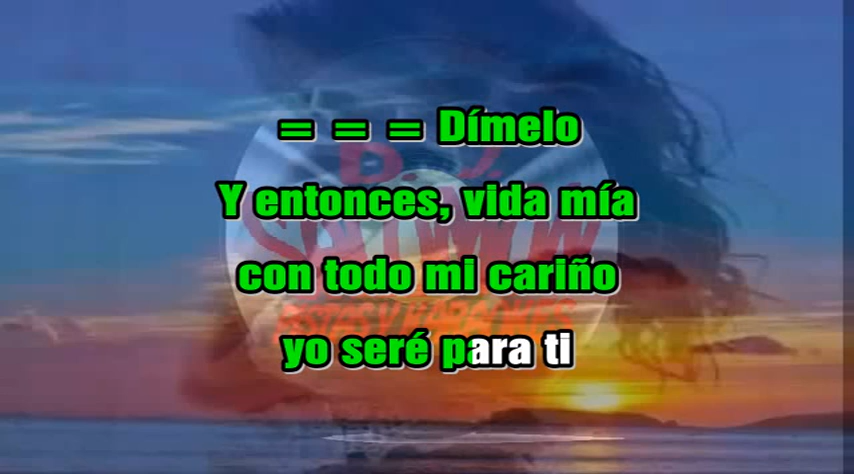 = = = Dímelo
Y entonces, vida mía
con todo mi cariño
yo seré para ti